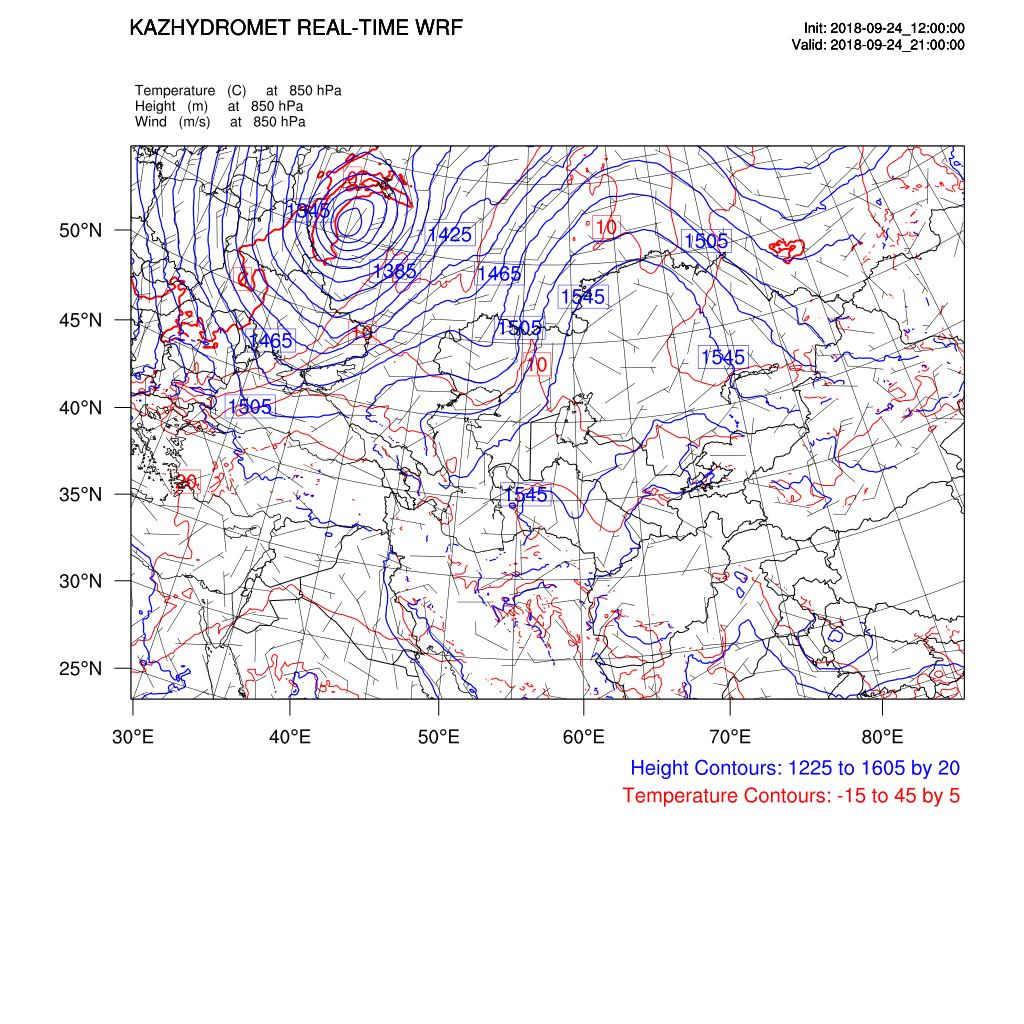 KAZHYDROMET REAL-TIME WRF
Init: 2018-09-24_12:00:00
Valid: 2018-09-24_21:00:00
Temperature (C) at 850 hPa
Height (m) at 850 hPa
Wind (m/s) at 850 hPa
0
1345
50°N
1425
10
1505
1385
1465
0
1545
45°N
1505
1465
10
10
1545
40°N
1505
20
35°N
1545
30°N
25°N
30°E
40°E
50°E
60°E
70°E
80°E
Height Contours: 1225 to 1605 by 20
Temperature Contours: -15 to 45 by 5